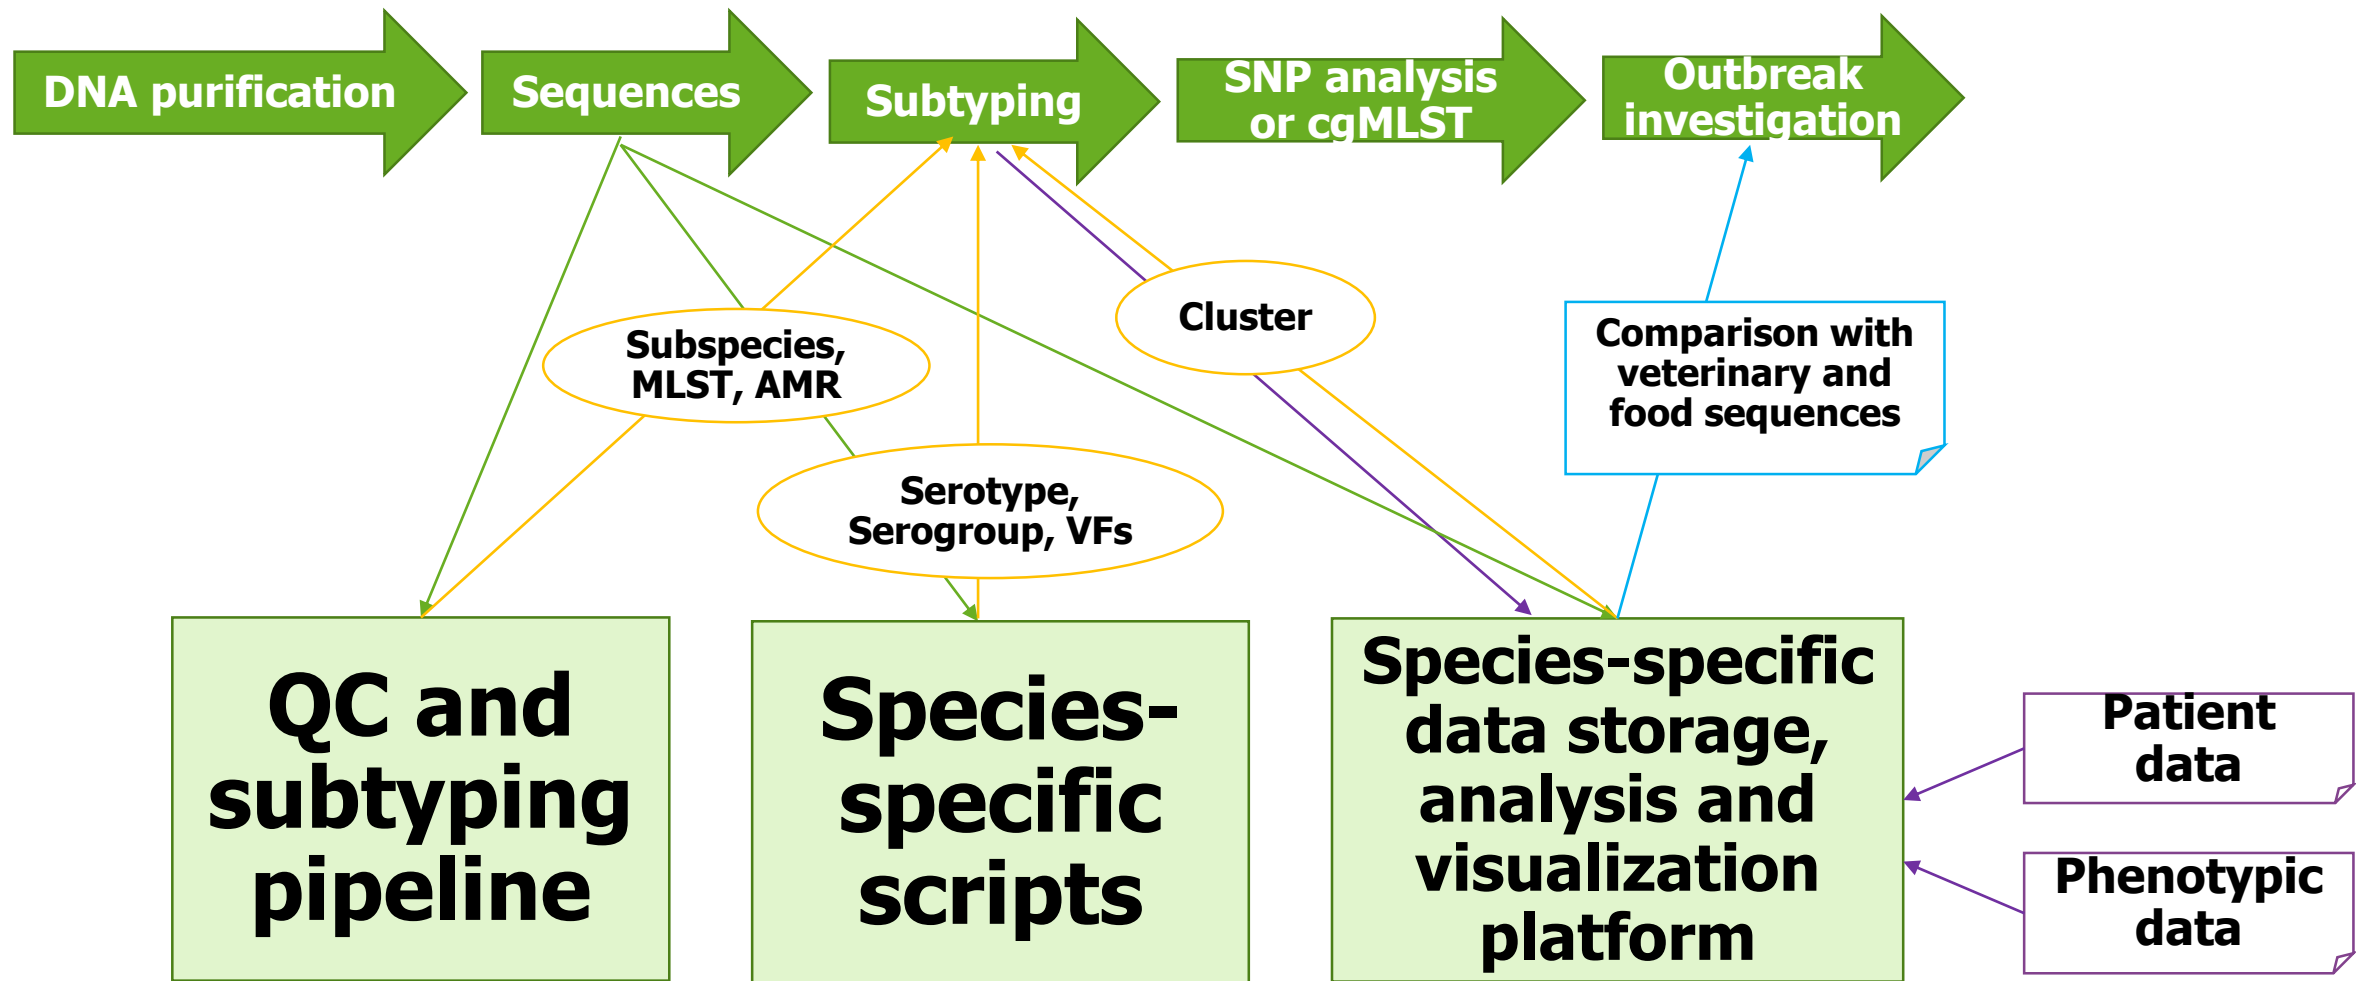 DNA purification
Sequences
Subtyping
SNP analysis
or cgMLST
Outbreak
investigation
Subspecies,
MLST, AMR
Serotype,
Serogroup, VFs
Cluster
Comparison with
veterinary and
food sequences
QC and
subtyping
pipeline
Species-
specific
scripts
Species-specific
data storage,
analysis and
visualization
platform
Patient
data
Phenotypic
data